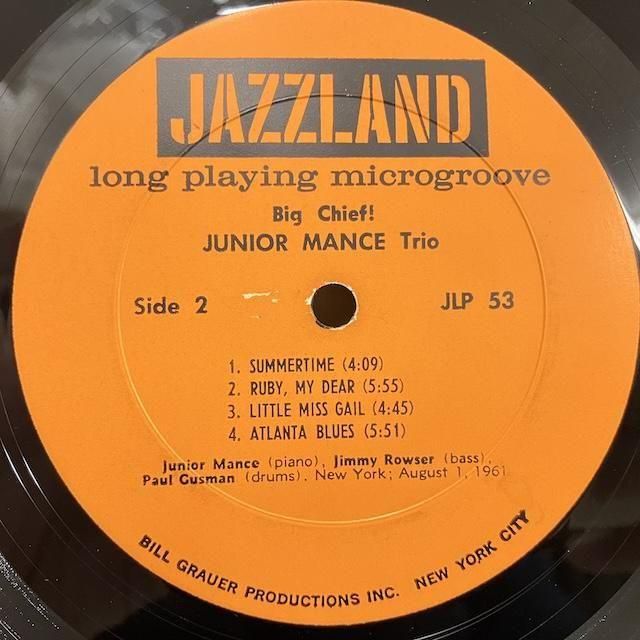 JAZZLAND
long playing microgroove
Big Chief!
JUNIOR MANCE Trio
Side 2
JLP 53
1. SUMMERTIME (4:09)
2. RUBY, MY DEAR (5:55)
3. LITTLE MISS GAIL (4:45)
4. ATLANTA BLUES (5:51)
Junior Mance (piano), Jimmy Rowser (bass),
Paul Gusman (drums). New York; August 1, 1961
BILL GRAUER PRODUCTIONS INC. NEW YORK CITY